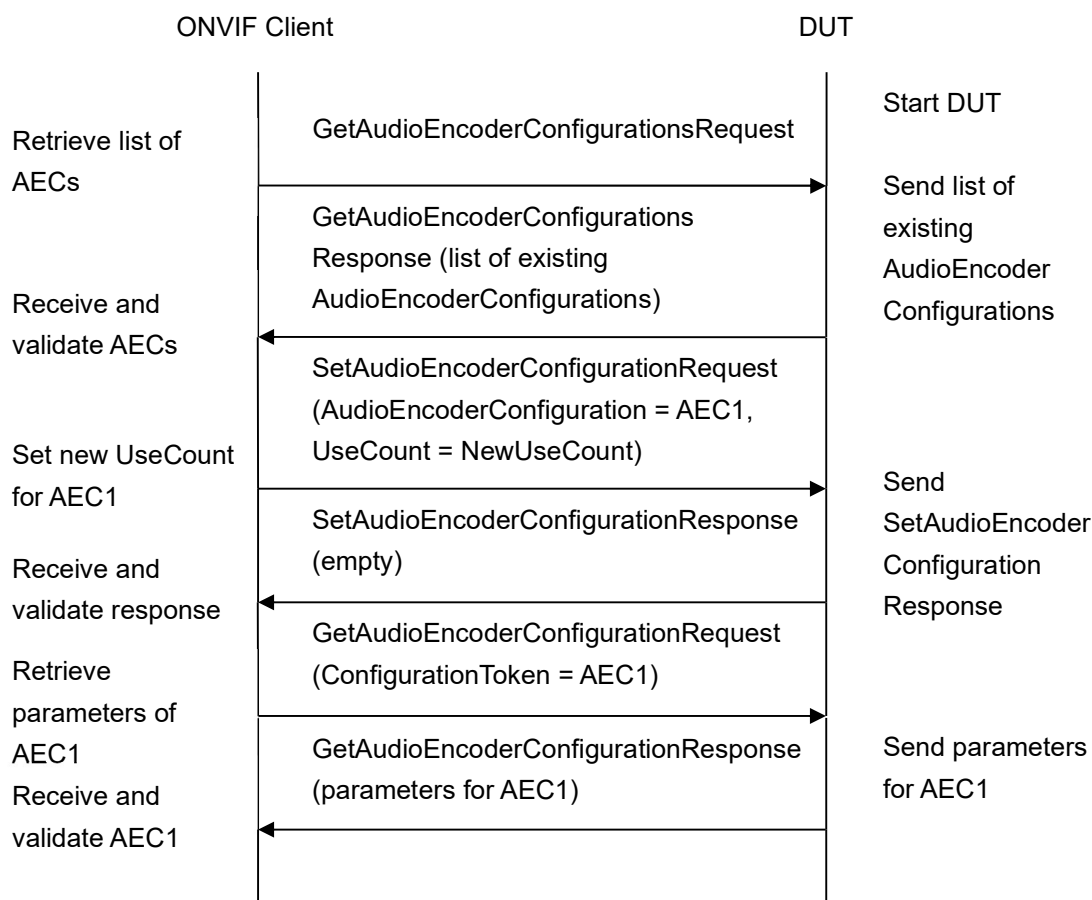 ONVIF Client
DUT
Start DUT
Retrieve list of
AECs
GetAudioEncoderConfigurationsRequest
Send list of
existing
AudioEncoder
Configurations
GetAudioEncoderConfigurations
Response (list of existing
AudioEncoderConfigurations)
Receive and
validate AECs
SetAudioEncoderConfigurationRequest
(AudioEncoderConfiguration = AEC1,
UseCount = NewUseCount)
Set new UseCount
for AEC1
Send
SetAudioEncoder
Configuration
Response
SetAudioEncoderConfigurationResponse
(empty)
Receive and
validate response
GetAudioEncoderConfigurationRequest
(ConfigurationToken = AEC1)
Retrieve
parameters of
AEC1
GetAudioEncoderConfigurationResponse
(parameters for AEC1)
Send parameters
for AEC1
Receive and
validate AEC1